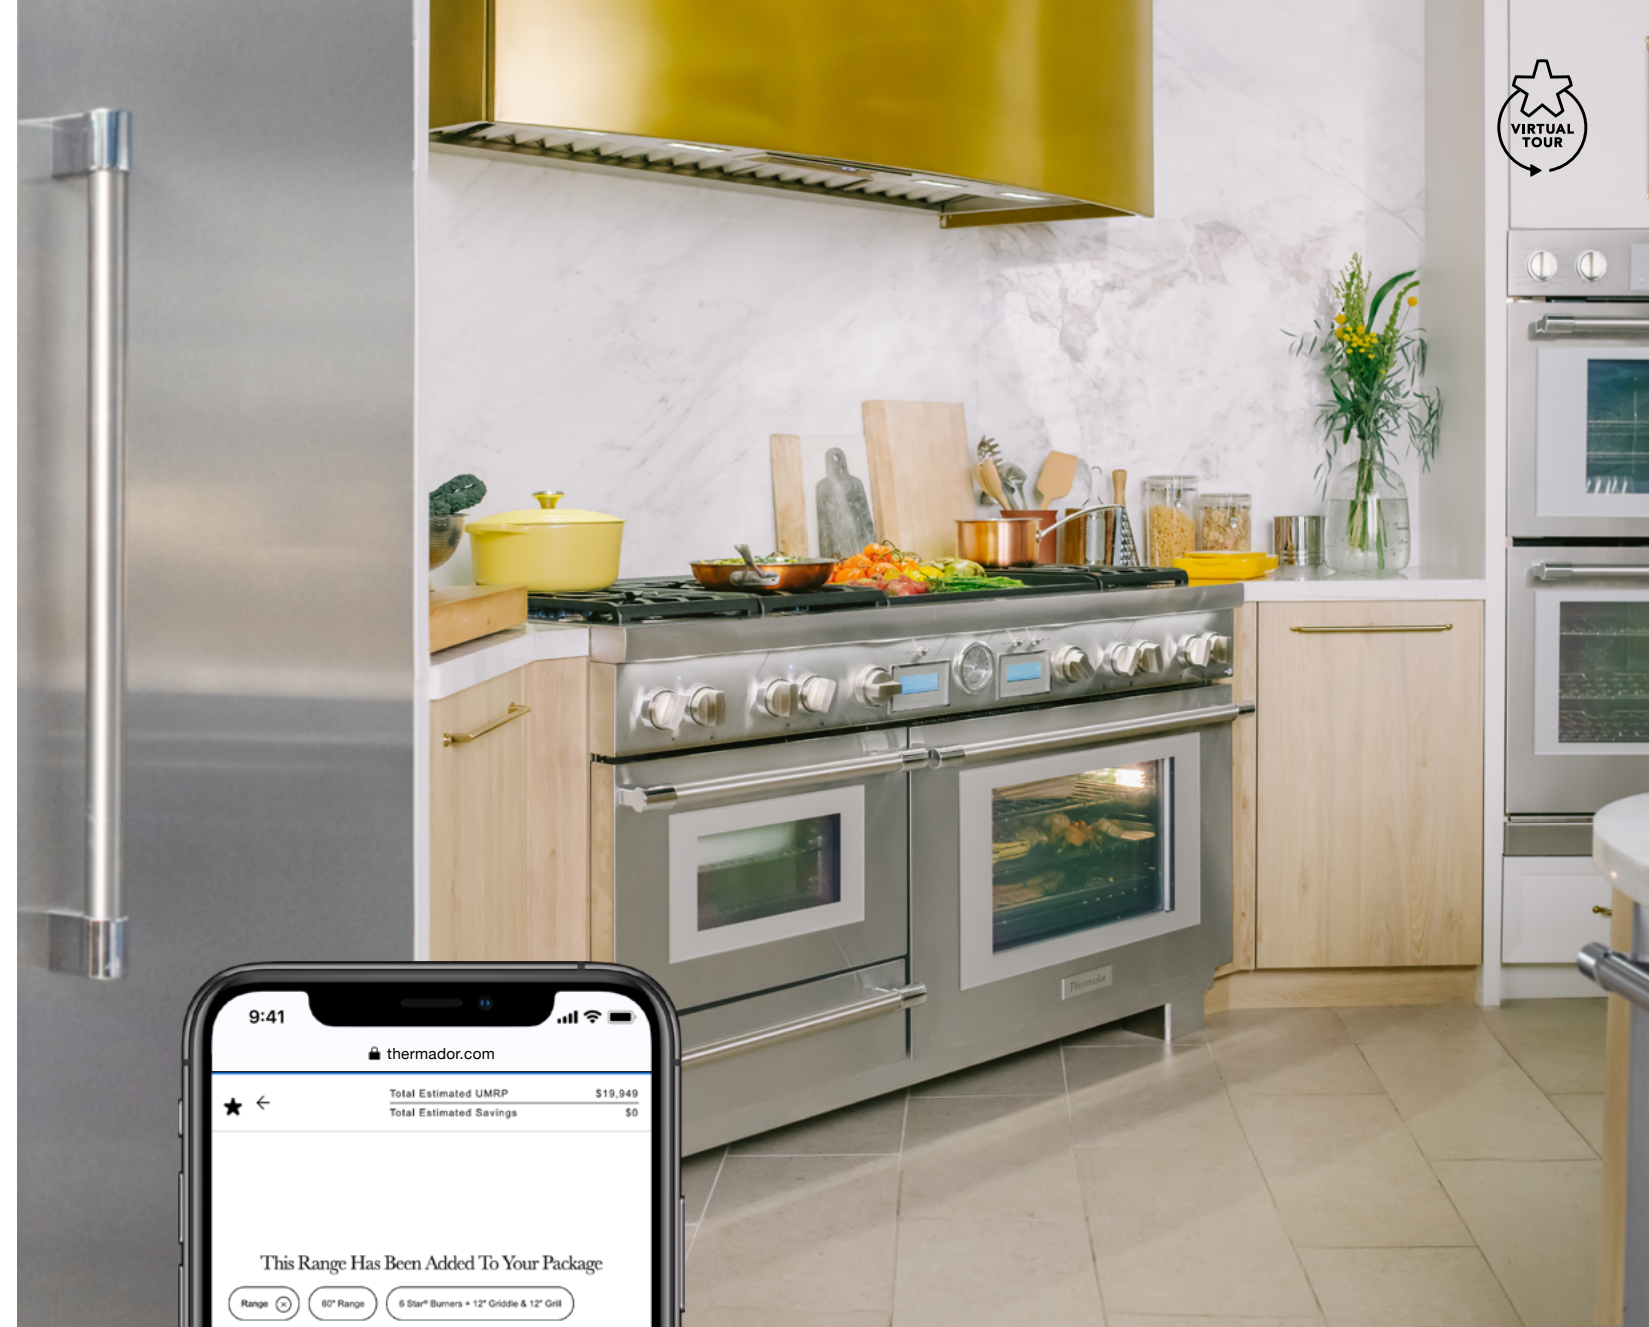 VIRTUAL
TOUR
Thermador
9:41
thermador.com
Total Estimated UMRP $19,949
Total Estimated Savings $0
This Range Has Been Added To Your Package
Range
60" Range
6 Star® Burners + 12" Griddle & 12" Grill